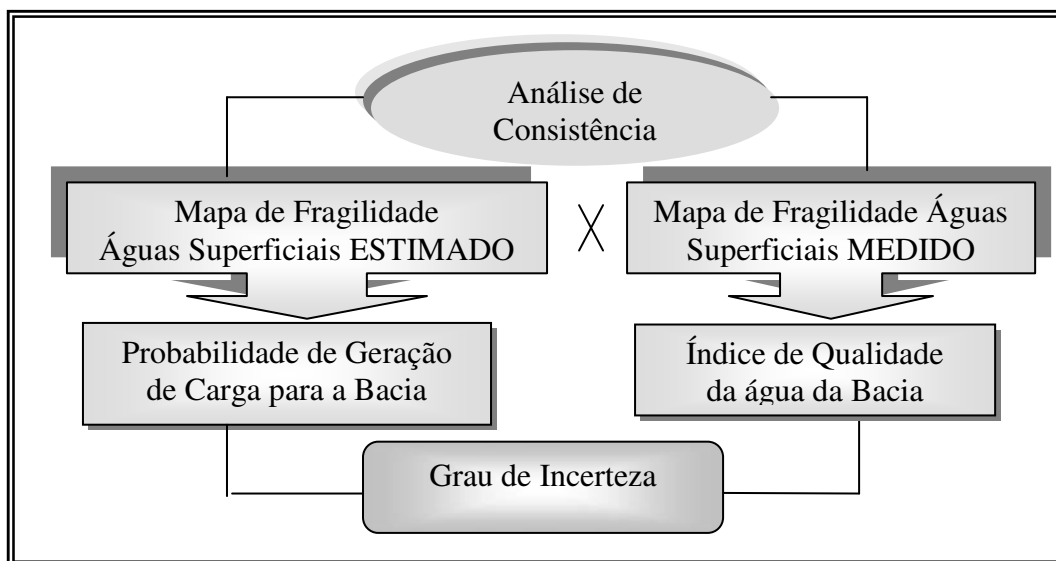 Análise de
Consistência
Mapa de Fragilidade
Águas Superficiais ESTIMADO
Mapa de Fragilidade Águas
Superficiais MEDIDO
Probabilidade de Geração
de Carga para a Bacia
Índice de Qualidade
da água da Bacia
Grau de Incerteza